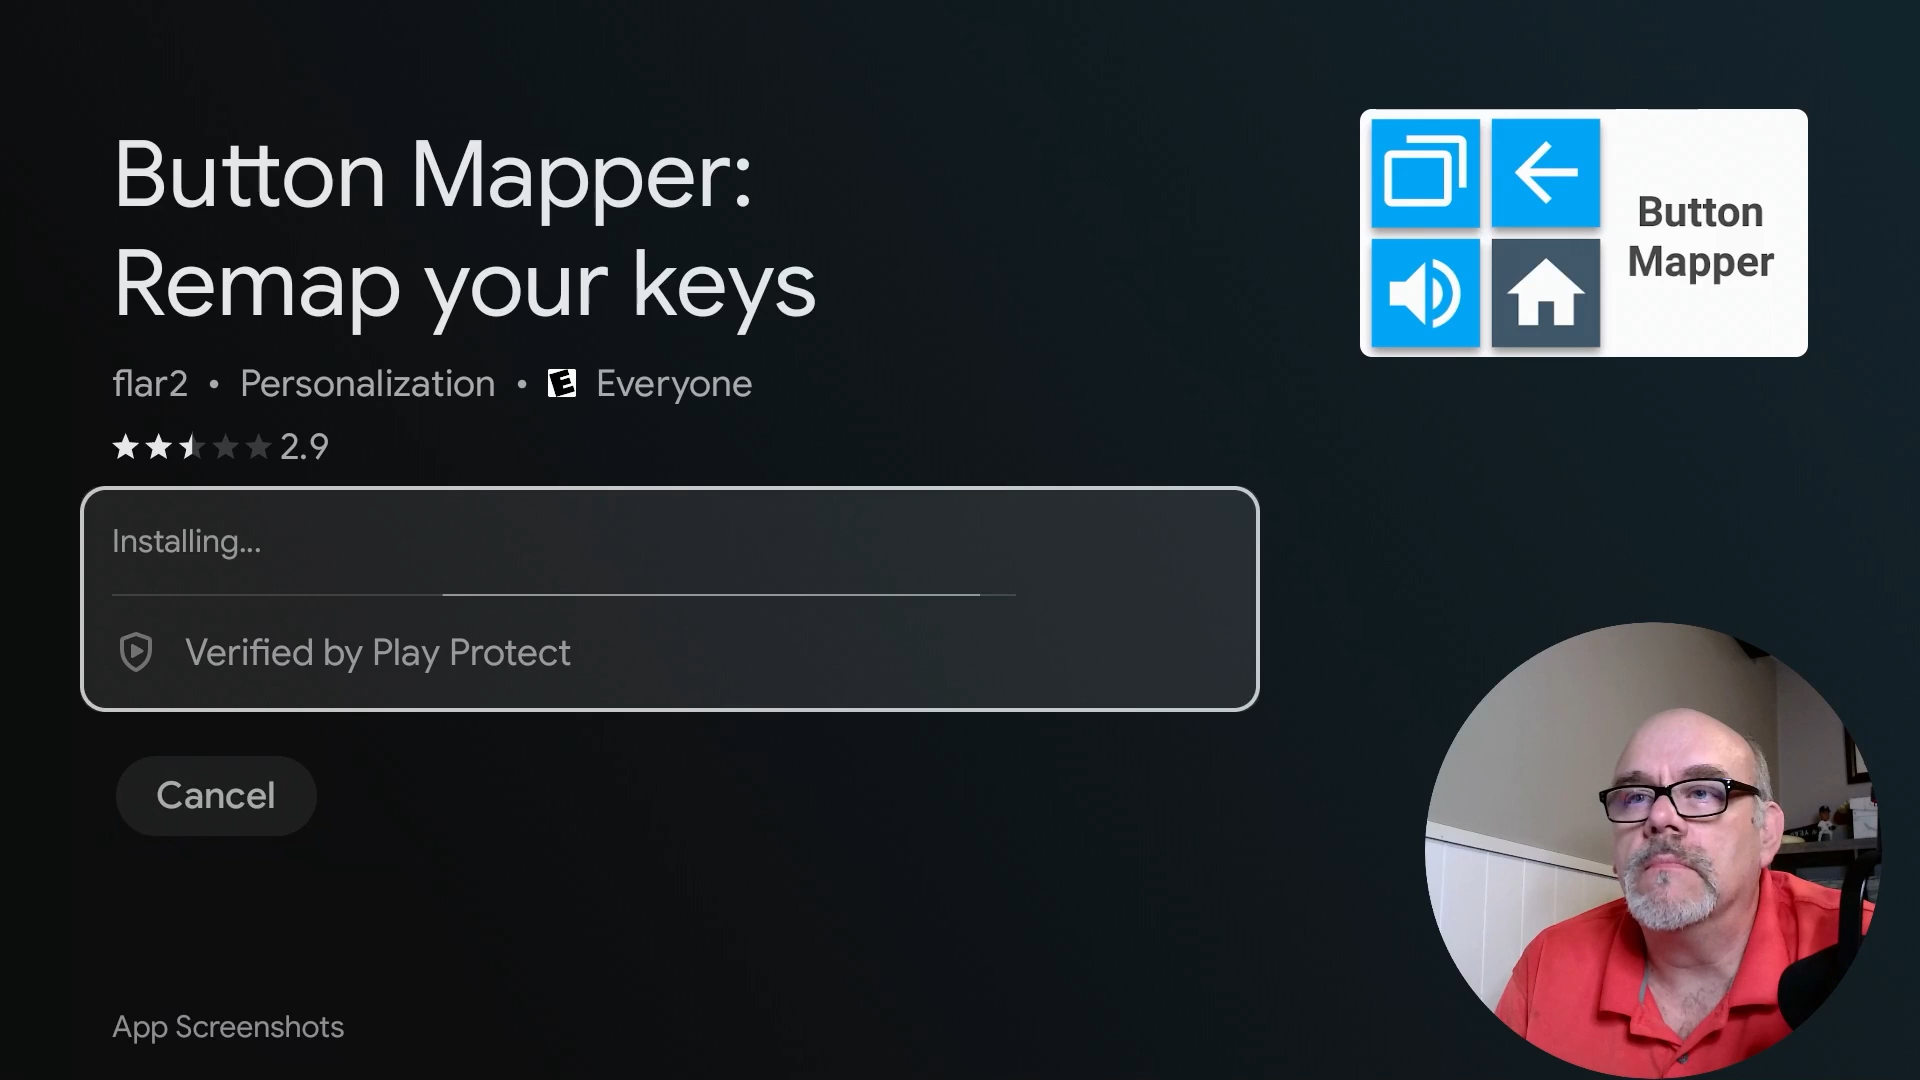 Button Mapper:
Remap your keys
flar2 • Personalization • E Everyone
2.9
Installing...
Verified by Play Protect
Cancel
App Screenshots
Button
Mapper